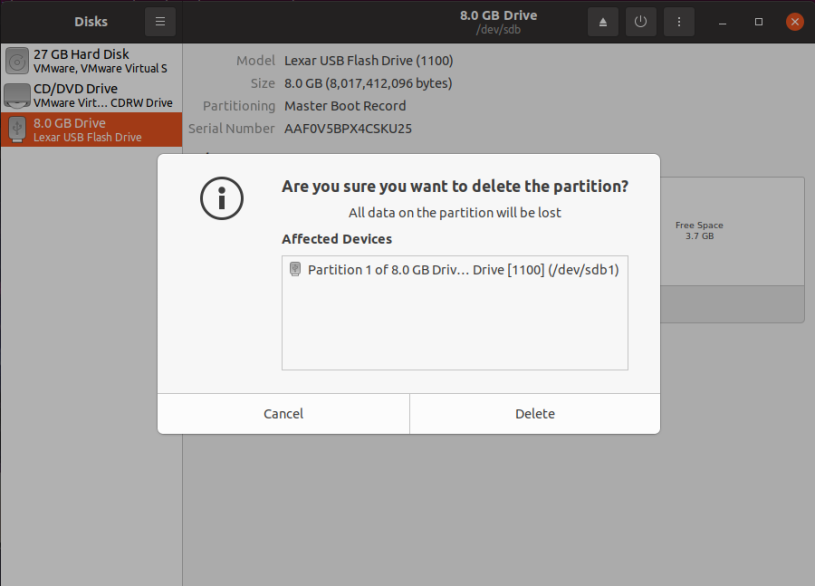 Disks
8.0 GB Drive
/dev/sdb
27 GB Hard Disk
VMware, VMware Virtual S
CD/DVD Drive
VMware Virt… CDRW Drive
8.0 GB Drive
Lexar USB Flash Drive
Model Lexar USB Flash Drive (1100)
Size 8.0 GB (8,017,412,096 bytes)
Partitioning Master Boot Record
Serial Number AAF0V5BPX4CSKU25
Are you sure you want to delete the partition?
All data on the partition will be lost
Affected Devices
Partition 1 of 8.0 GB Driv… Drive [1100] (/dev/sdb1)
Free Space
3.7 GB
Cancel
Delete